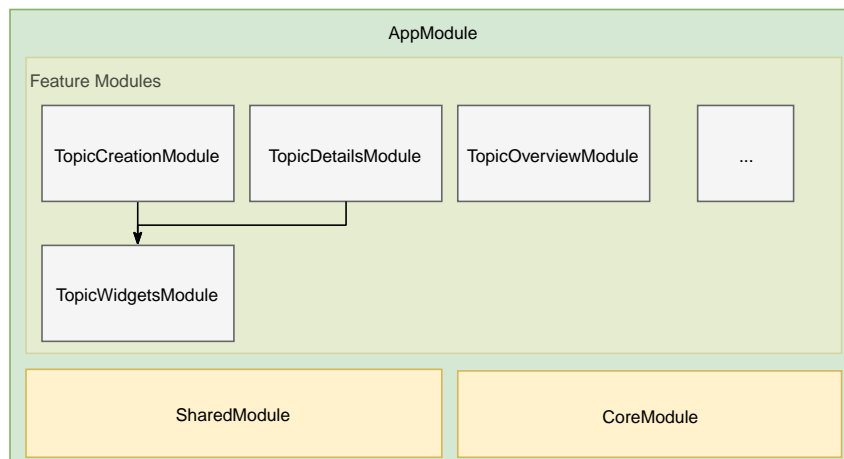 AppModule
Feature Modules
TopicCreationModule
TopicDetailsModule
TopicOverviewModule
...
TopicWidgetsModule
SharedModule
CoreModule